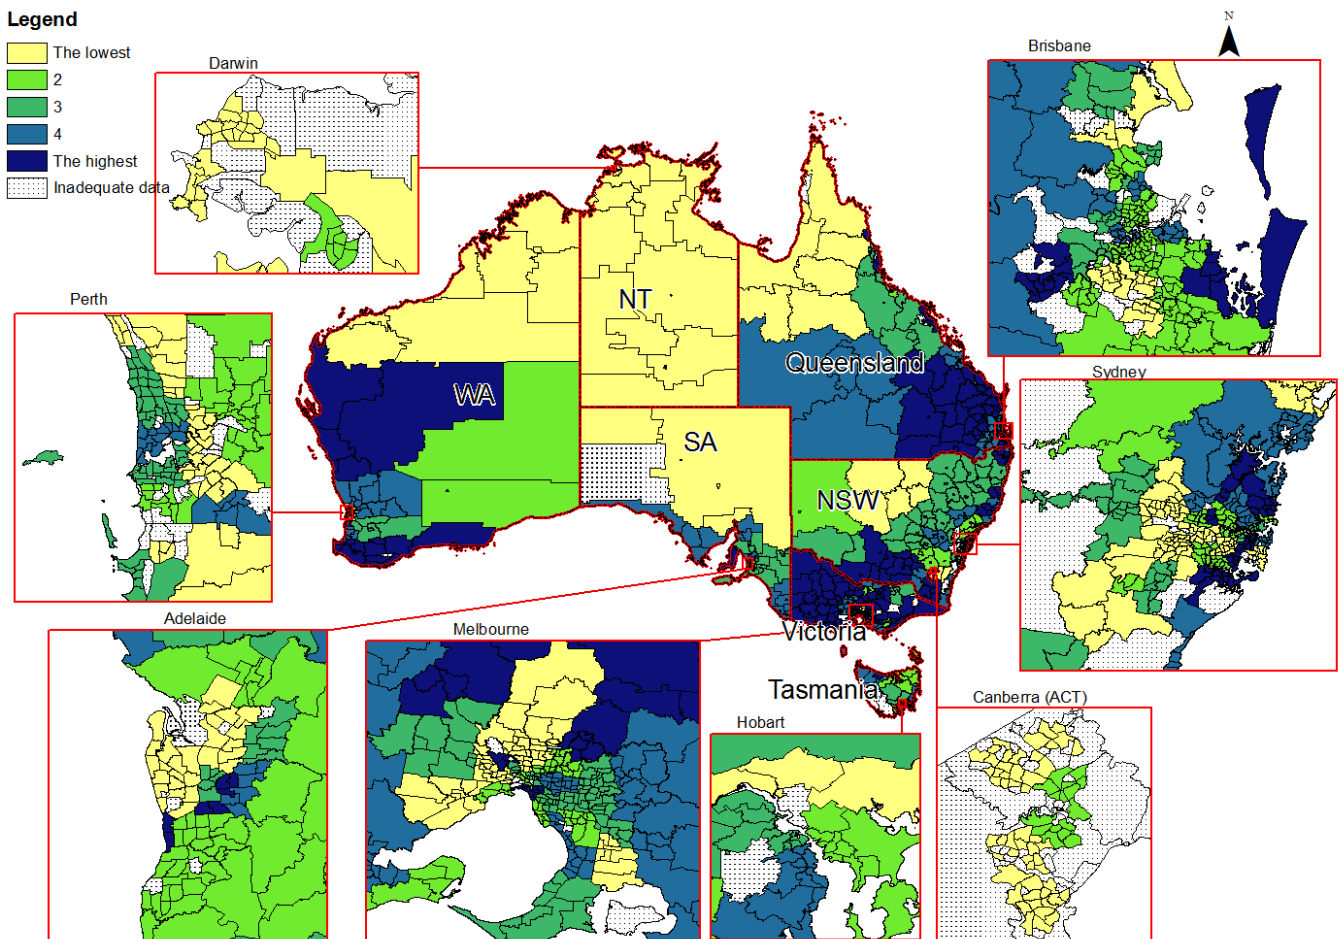 Legend
The lowest
2
3
4
The highest
Inadequate data
Darwin
N
Brisbane
Perth
NT
Queensland
WA
Sydney
SA
NSW
Adelaide
Melbourne
Victoria
Tasmania
Canberra (ACT)
Hobart